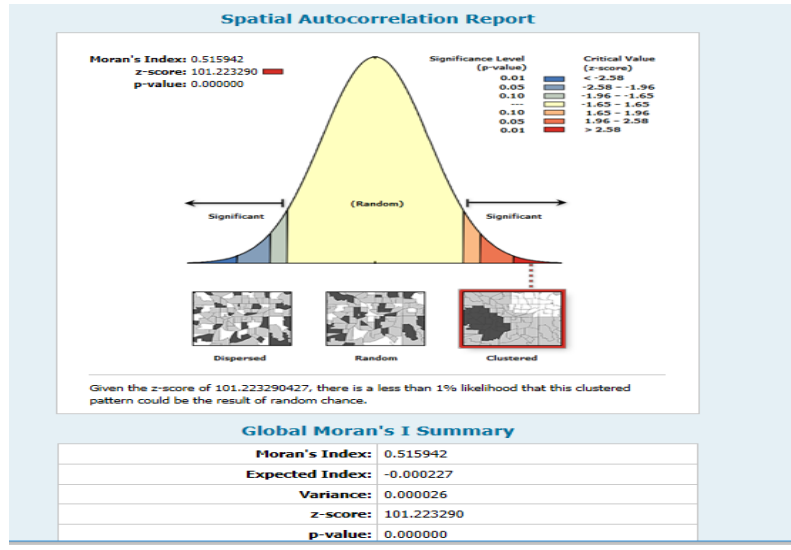 Spatial Autocorrelation Report
Moran's Index: 0.515942
z-score: 101.223290
p-value: 0.000000
Significance Level (p-value)
Critical Value (z-score)
0.01 < -2.58
0.05 -2.58 - -1.96
0.10 -1.96 - -1.65
--- -1.65 - 1.65
0.10 1.65 - 1.96
0.05 1.96 - 2.58
0.01 > 2.58
(Random)
Significant
Significant
Dispersed
Random
Clustered
Given the z-score of 101.223290427, there is a less than 1% likelihood that this clustered
pattern could be the result of random chance.
Global Moran's I Summary
Moran's Index: 0.515942
Expected Index: -0.000227
Variance: 0.000026
z-score: 101.223290
p-value: 0.000000